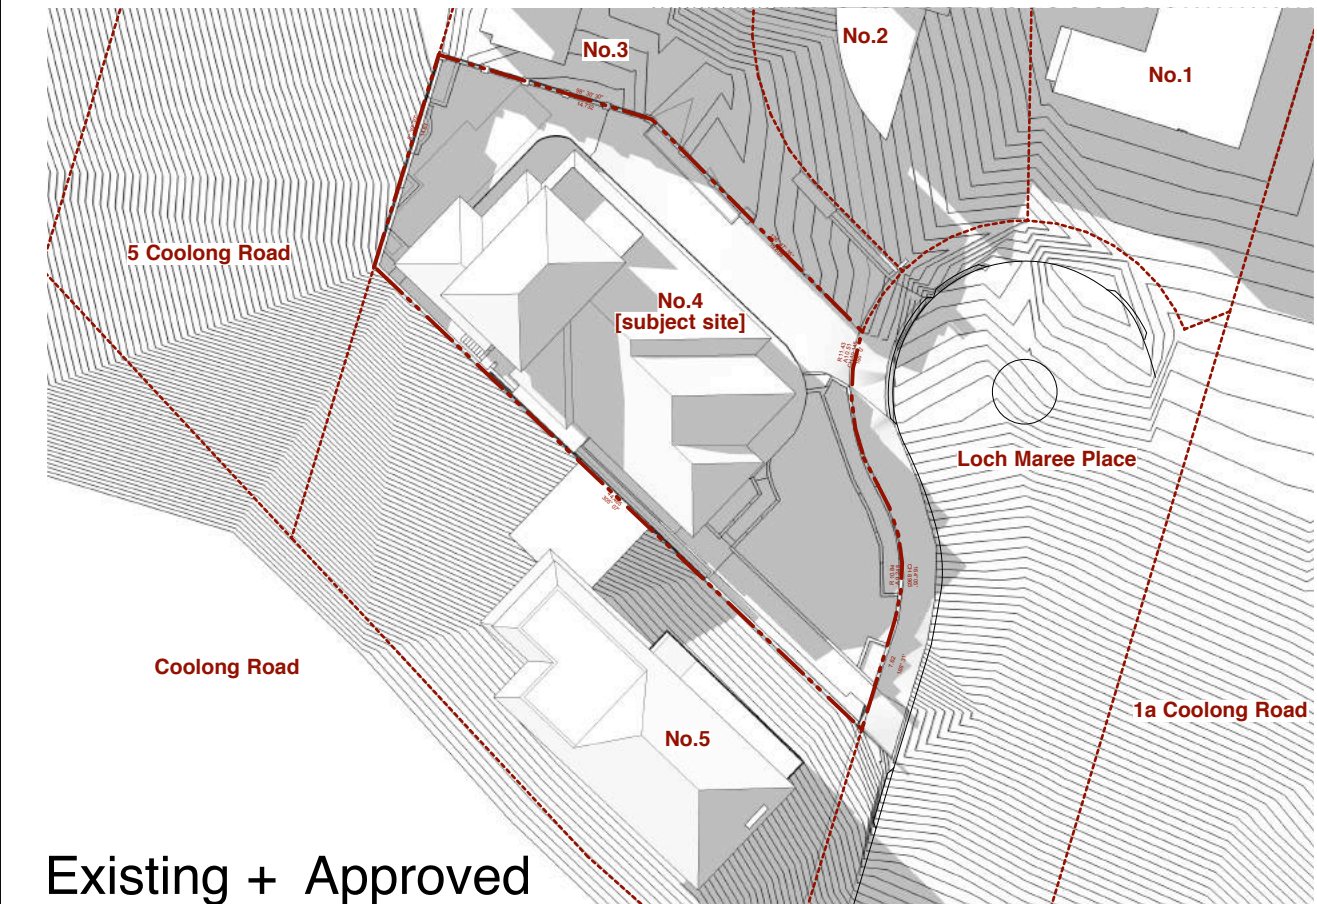 No.3
No.2
No.1
5 Coolong Road
No.4
[subject site]
Loch Maree Place
Coolong Road
1a Coolong Road
No.5
Existing + Approved